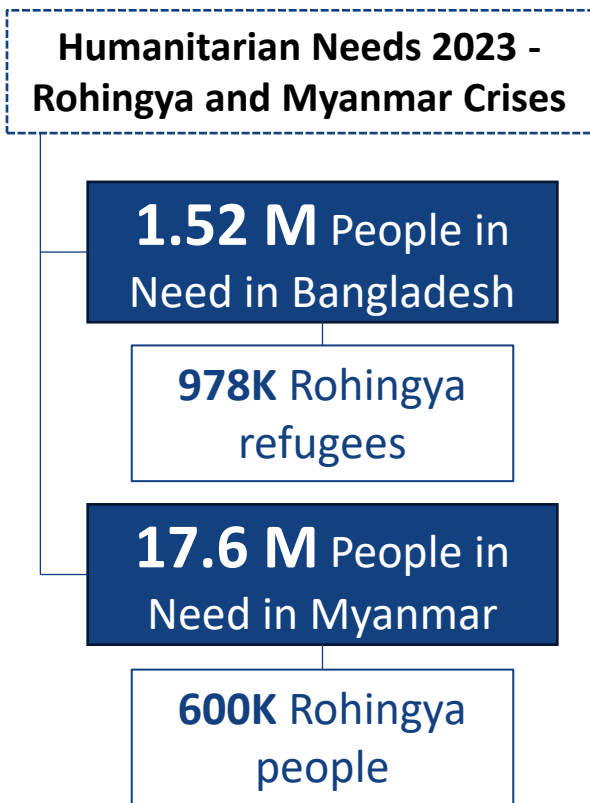 Humanitarian Needs 2023 -
Rohingya and Myanmar Crises
1.52 M People in
Need in Bangladesh
978K Rohingya
refugees
17.6 M People in
Need in Myanmar
600K Rohingya
people